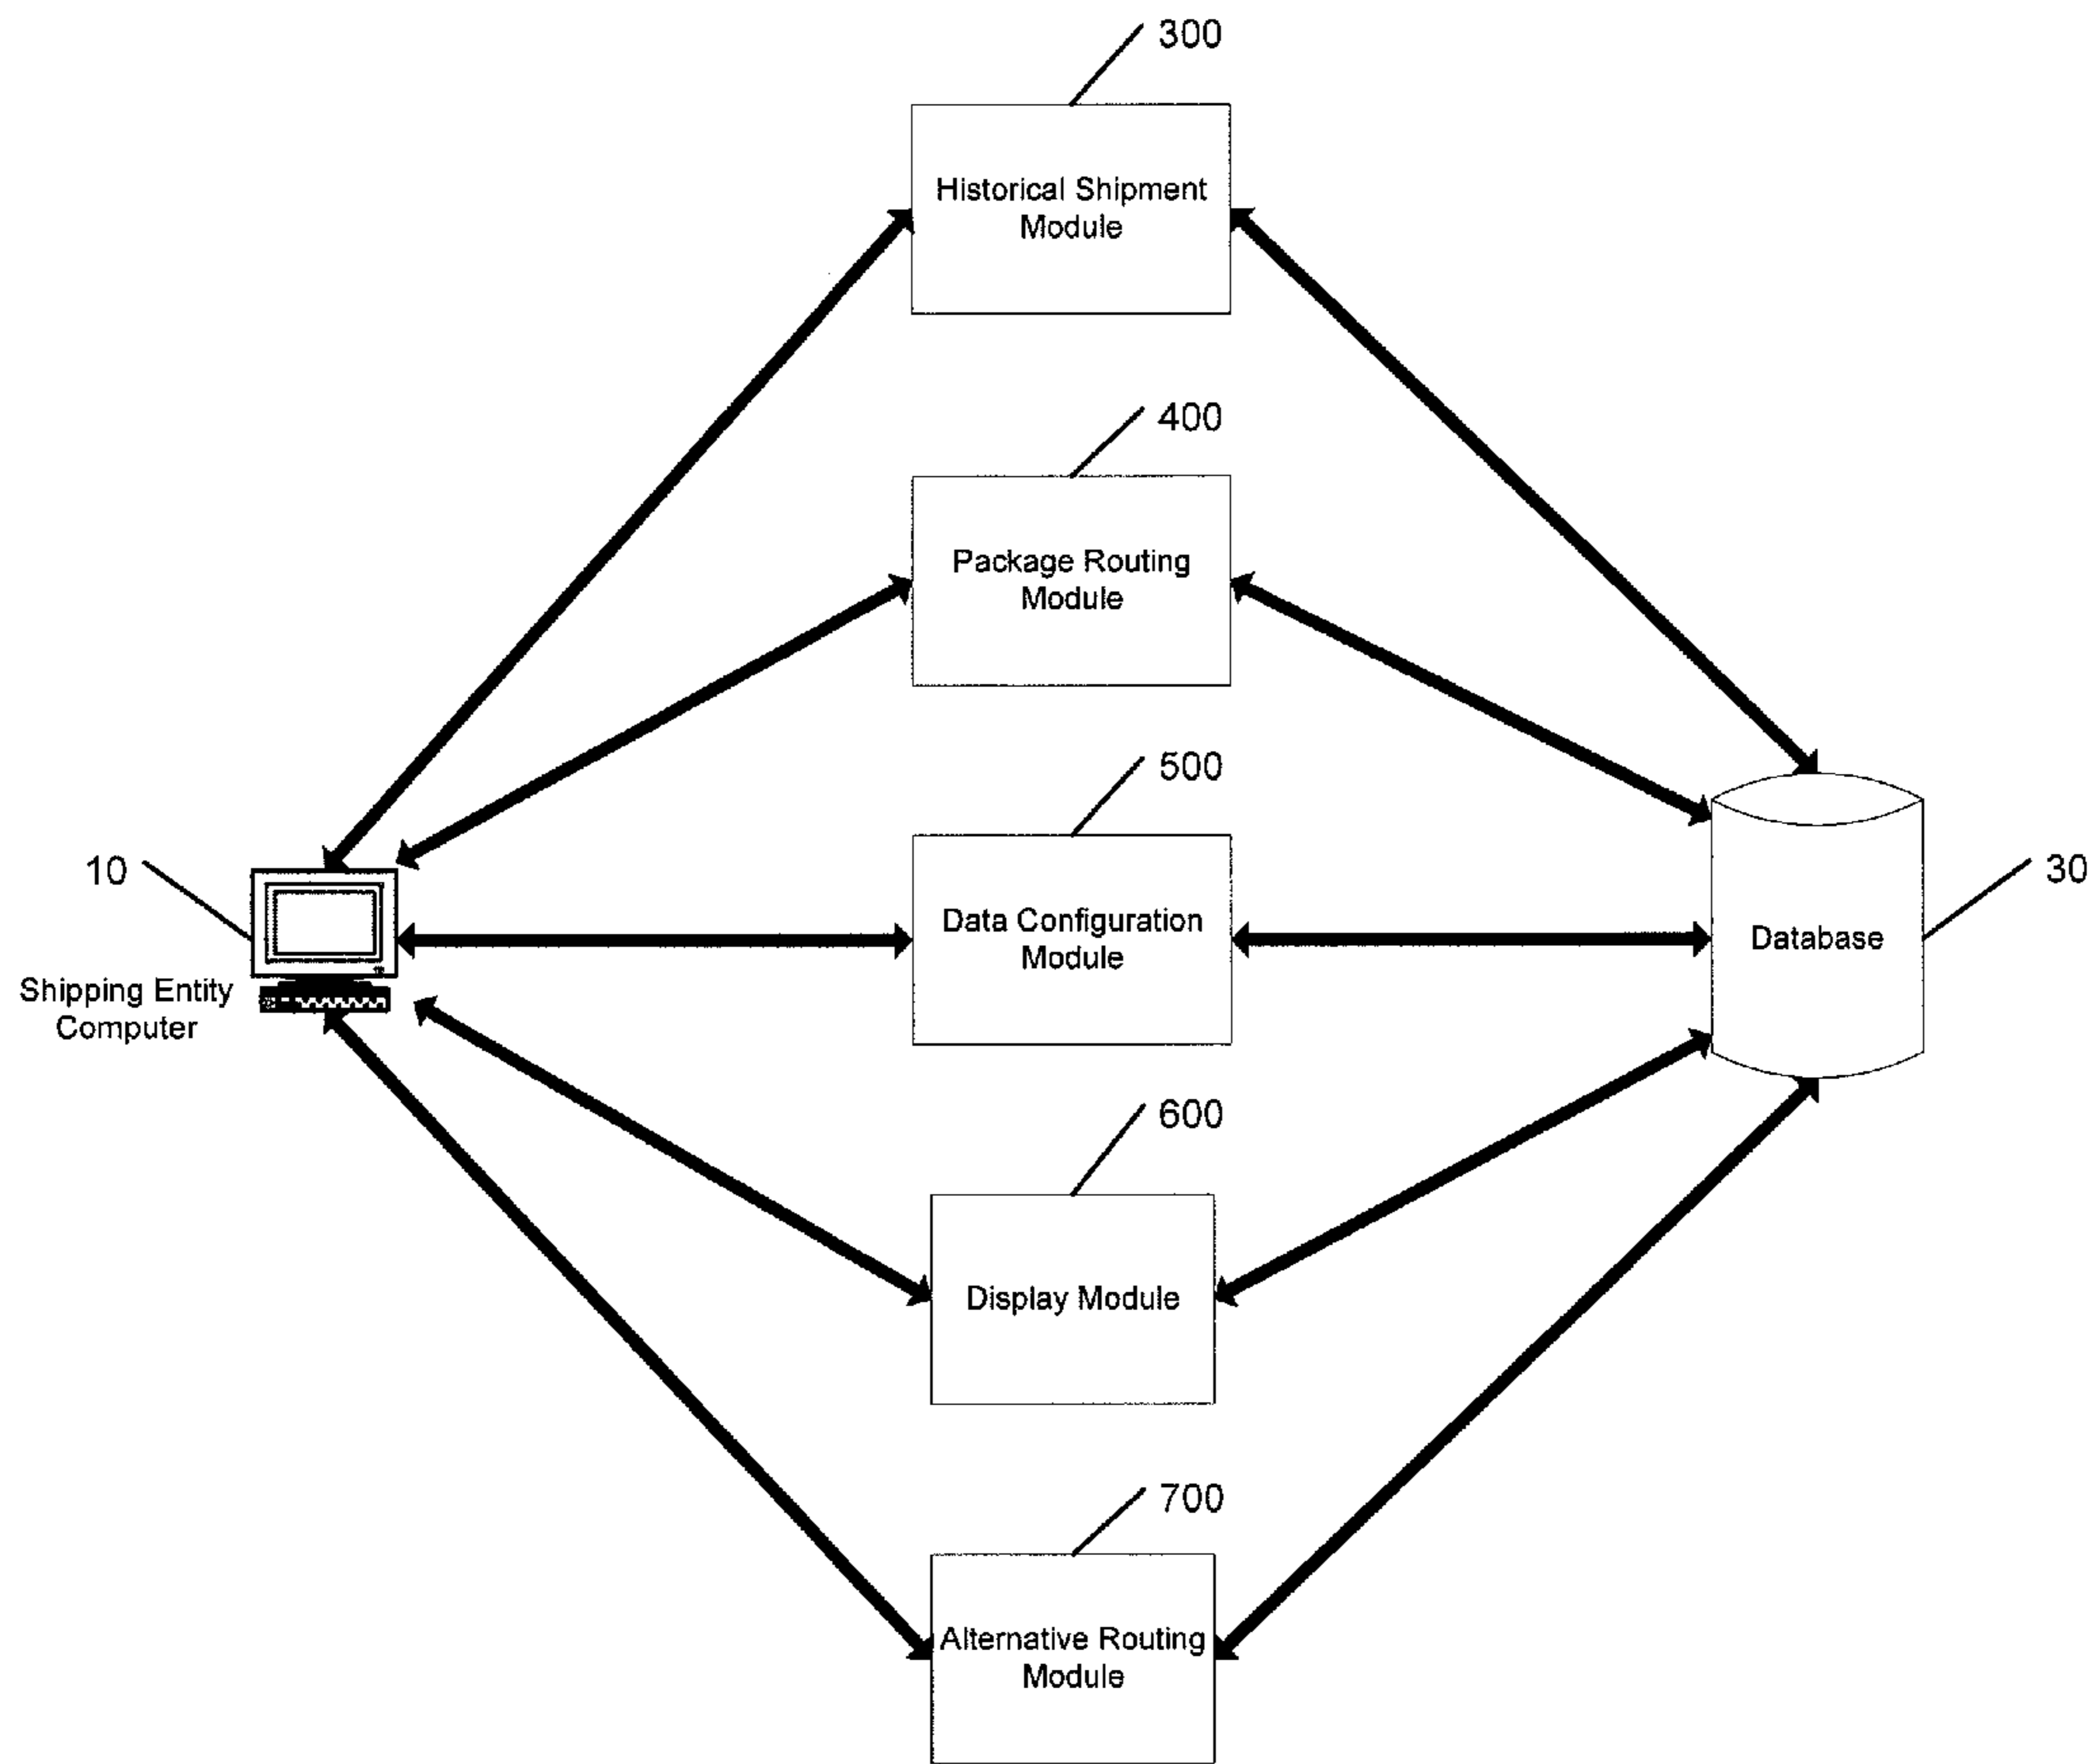 300
Historical Shipment
Module
400
Package Routing
Module
500
Data Configuration
Module
10
Shipping Entity
Computer
Database
30
600
Display Module
700
Alternative Routing
Module